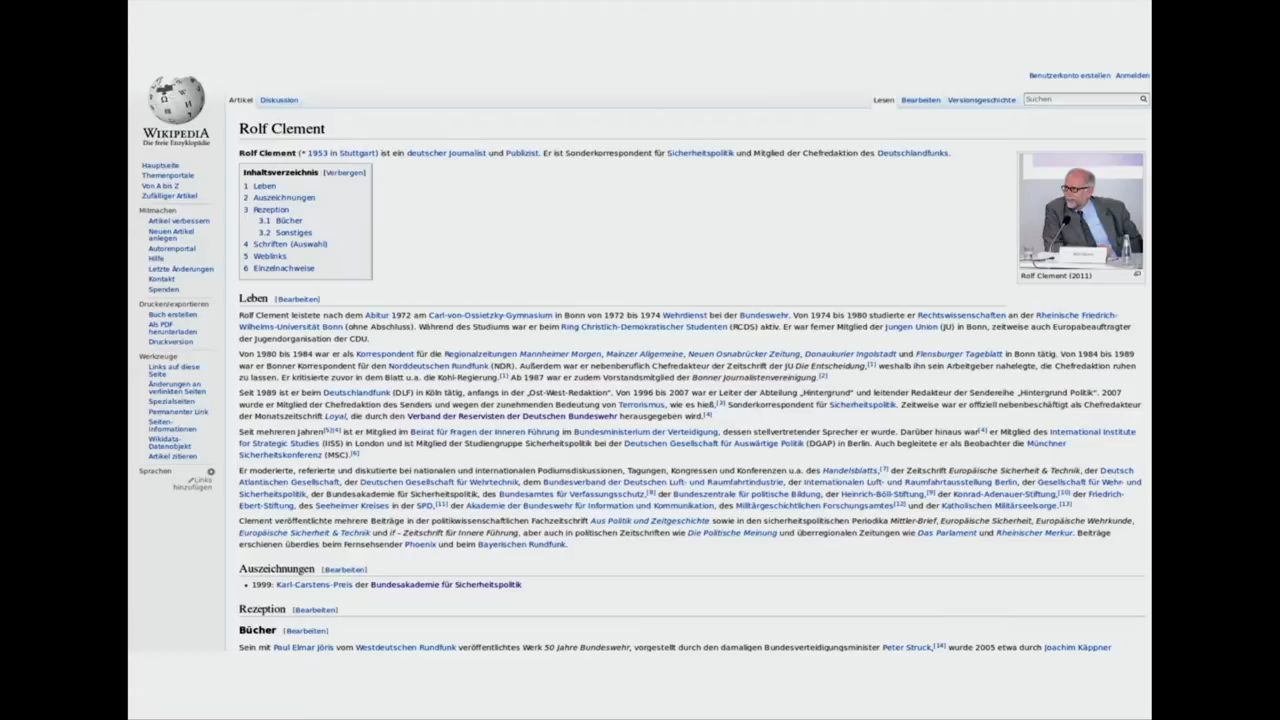 Benutzerkonto erstellen Anmelden
Artikel Diskussion Lesen Bearbeiten Versionsgeschichte Suchen
WIKIPEDIA
Die freie Enzyklopädie
Hauptseite
Themenportale
Von A bis Z
Zufälliger Artikel
Mitmachen
Artikel verbessern
Neuen Artikel
anlegen
Autorenportal
Hilfe
Letzte Änderungen
Kontakt
Spenden
Drucken/exportieren
Buch erstellen
Als PDF
herunterladen
Druckversion
Werkzeuge
Links auf diese
Seite
Änderungen an
verlinkten Seiten
Spezialseiten
Permanenter Link
Seiten-
informationen
Wikidata-
Datenobjekt
Artikel zitieren
Sprachen
Links
hinzufügen
Rolf Clement
Rolf Clement (* 1953 in Stuttgart) ist ein deutscher Journalist und Publizist. Er ist Sonderkorrespondent für Sicherheitspolitik und Mitglied der Chefredaktion des Deutschlandfunks.
Inhaltsverzeichnis [Verbergen]
1 Leben
2 Auszeichnungen
3 Rezeption
3.1 Bücher
3.2 Sonstiges
4 Schriften (Auswahl)
5 Weblinks
6 Einzelnachweise
Rolf Clement (2011)
Leben [Bearbeiten]
Rolf Clement leistete nach dem Abitur 1972 am Carl-von-Ossietzky-Gymnasium in Bonn von 1972 bis 1974 Wehrdienst bei der Bundeswehr. Von 1974 bis 1980 studierte er Rechtswissenschaften an der Rheinische Friedrich-
Wilhelms-Universität Bonn (ohne Abschluss). Während des Studiums war er beim Ring Christlich-Demokratischer Studenten (RCDS) aktiv. Er war ferner Mitglied der Jungen Union (JU) in Bonn, zeitweise auch Europabeauftragter
der Jugendorganisation der CDU.
Von 1980 bis 1984 war er als Korrespondent für die Regionalzeitungen Mannheimer Morgen, Mainzer Allgemeine, Neuen Osnabrücker Zeitung, Donaukurier Ingolstadt und Flensburger Tageblatt in Bonn tätig. Von 1984 bis 1989
war er Bonner Korrespondent für den Norddeutschen Rundfunk (NDR). Außerdem war er nebenberuflich Chefredakteur der Zeitschrift der JU Die Entscheidung,[1] weshalb ihn sein Arbeitgeber nahelegte, die Chefredaktion ruhen
zu lassen. Er kritisierte zuvor in dem Blatt u.a. die Kohl-Regierung.[1] Ab 1987 war er zudem Vorstandsmitglied der Bonner Journalistenvereinigung.[2]
Seit 1989 ist er beim Deutschlandfunk (DLF) in Köln tätig, anfangs in der „Ost-West-Redaktion“. Von 1996 bis 2007 war er Leiter der Abteilung „Hintergrund“ und leitender Redakteur der Sendereihe „Hintergrund Politik“. 2007
wurde er Mitglied der Chefredaktion des Senders und wegen der zunehmenden Bedeutung von Terrorismus, wie es hieß,[3] Sonderkorrespondent für Sicherheitspolitik. Zeitweise war er offiziell nebenbeschäftigt als Chefredakteur
der Monatszeitschrift Loyal, die durch den Verband der Reservisten der Deutschen Bundeswehr herausgegeben wird.[4]
Seit mehreren Jahren[5][4] ist er Mitglied im Beirat für Fragen der Inneren Führung im Bundesministerium der Verteidigung, dessen stellvertretender Sprecher er wurde. Darüber hinaus war[4] er Mitglied des International Institute
for Strategic Studies (IISS) in London und ist Mitglied der Studiengruppe Sicherheitspolitik bei der Deutschen Gesellschaft für Auswärtige Politik (DGAP) in Berlin. Auch begleitete er als Beobachter die Münchner
Sicherheitskonferenz (MSC).[6]
Er moderierte, referierte und diskutierte bei nationalen und internationalen Podiumsdiskussionen, Tagungen, Kongressen und Konferenzen u.a. des Handelsblatts,[7] der Zeitschrift Europäische Sicherheit & Technik, der Deutsch
Atlantischen Gesellschaft, der Deutschen Gesellschaft für Wehrtechnik, dem Bundesverband der Deutschen Luft- und Raumfahrtindustrie, der Internationalen Luft- und Raumfahrtausstellung Berlin, der Gesellschaft für Wehr- und
Sicherheitspolitik, der Bundesakademie für Sicherheitspolitik, des Bundesamtes für Verfassungsschutz,[8] der Bundeszentrale für politische Bildung, der Heinrich-Böll-Stiftung,[9] der Konrad-Adenauer-Stiftung,[10] der Friedrich-
Ebert-Stiftung, des Seeheimer Kreises in der SPD,[11] der Akademie der Bundeswehr für Information und Kommunikation, des Militärgeschichtlichen Forschungsamtes[12] und der Katholischen Militärseelsorge.[13]
Clement veröffentlichte mehrere Beiträge in der politikwissenschaftlichen Fachzeitschrift Aus Politik und Zeitgeschichte sowie in den sicherheitspolitischen Periodika Mittler-Brief, Europäische Sicherheit, Europäische Wehrkunde,
Europäische Sicherheit & Technik und if – Zeitschrift für Innere Führung, aber auch in politischen Zeitschriften wie Die Politische Meinung und überregionalen Zeitungen wie Das Parlament und Rheinischer Merkur. Beiträge
erschienen überdies beim Fernsehsender Phoenix und beim Bayerischen Rundfunk.
Auszeichnungen [Bearbeiten]
• 1999: Karl-Carstens-Preis der Bundesakademie für Sicherheitspolitik
Rezeption [Bearbeiten]
Bücher [Bearbeiten]
Sein mit Paul Elmar Jöris vom Westdeutschen Rundfunk veröffentlichtes Werk 50 Jahre Bundeswehr, vorgestellt durch den damaligen Bundesverteidigungsminister Peter Struck,[14] wurde 2005 etwa durch Joachim Käppner